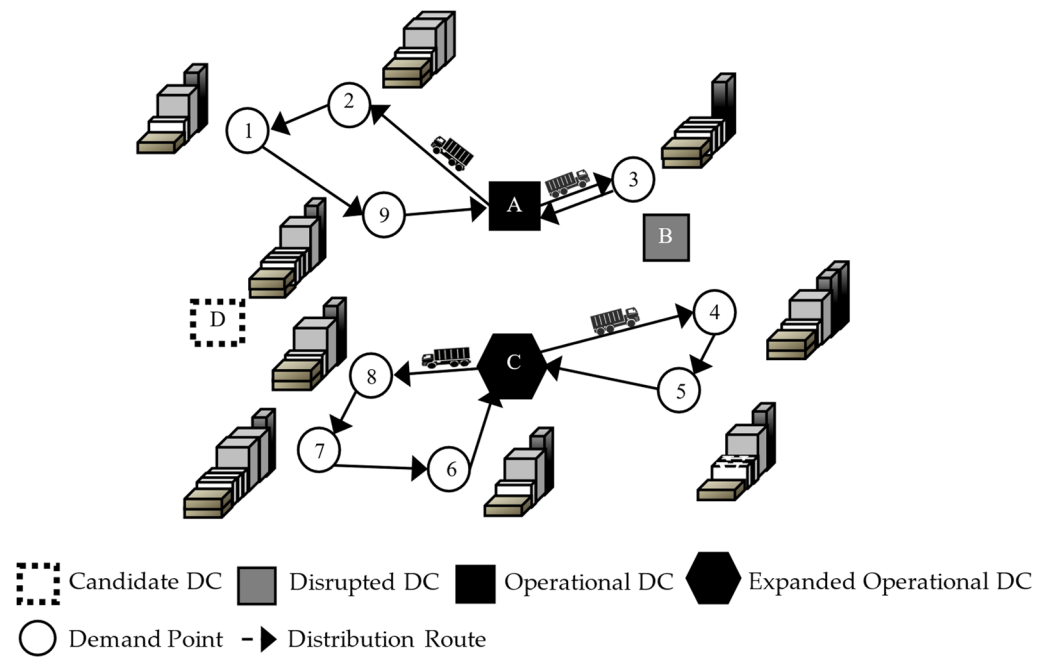 2
1
3
9
A
B
D
4
C
8
5
7
6
Candidate DC Disrupted DC Operational DC Expanded Operational DC
Demand Point Distribution Route